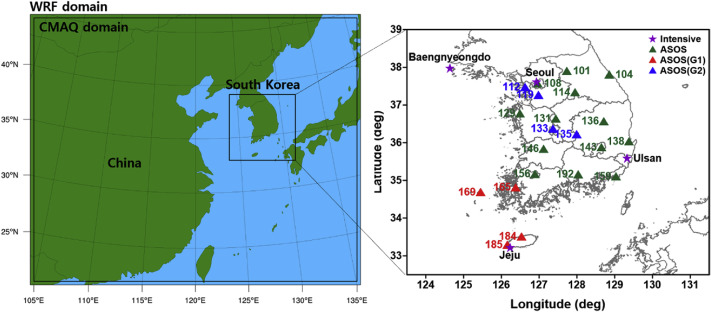 WRF domain
CMAQ domain
South Korea
China
40°N
35°N
30°N
25°N
105°E 110°E 115°E 120°E 125°E 130°E 135°E
Intensive
ASOS
ASOS(G1)
ASOS(G2)
Baengnyeongdo
Seoul
Ulsan
Jeju
101
104
108
112
119
114
129
131
136
133
135
138
143
146
156
192
159
165
184
185
39
38
37
36
35
34
33
Latitude (deg)
124 125 126 127 128 129 130 131
Longitude (deg)